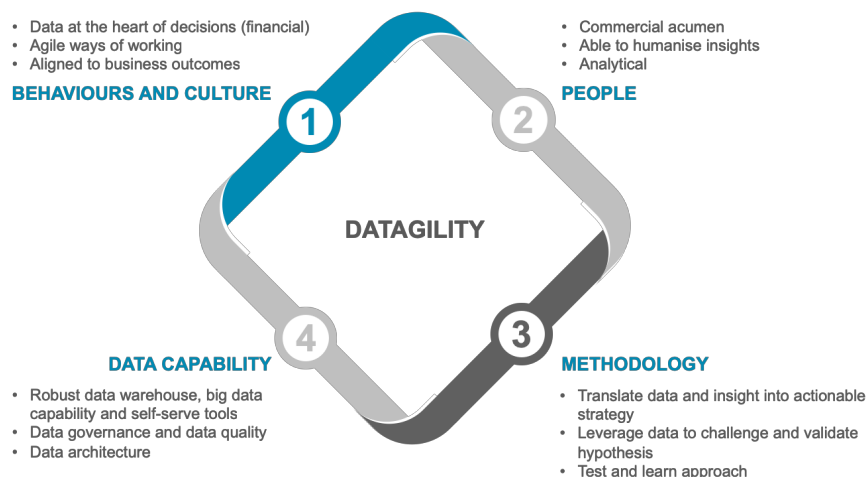 • Data at the heart of decisions (financial)
• Agile ways of working
• Aligned to business outcomes
BEHAVIOURS AND CULTURE
1
• Commercial acumen
• Able to humanise insights
• Analytical
PEOPLE
2
DATAGILITY
3
METHODOLOGY
• Translate data and insight into actionable
strategy
• Leverage data to challenge and validate
hypothesis
• Test and learn approach
4
DATA CAPABILITY
• Robust data warehouse, big data
capability and self-serve tools
• Data governance and data quality
• Data architecture